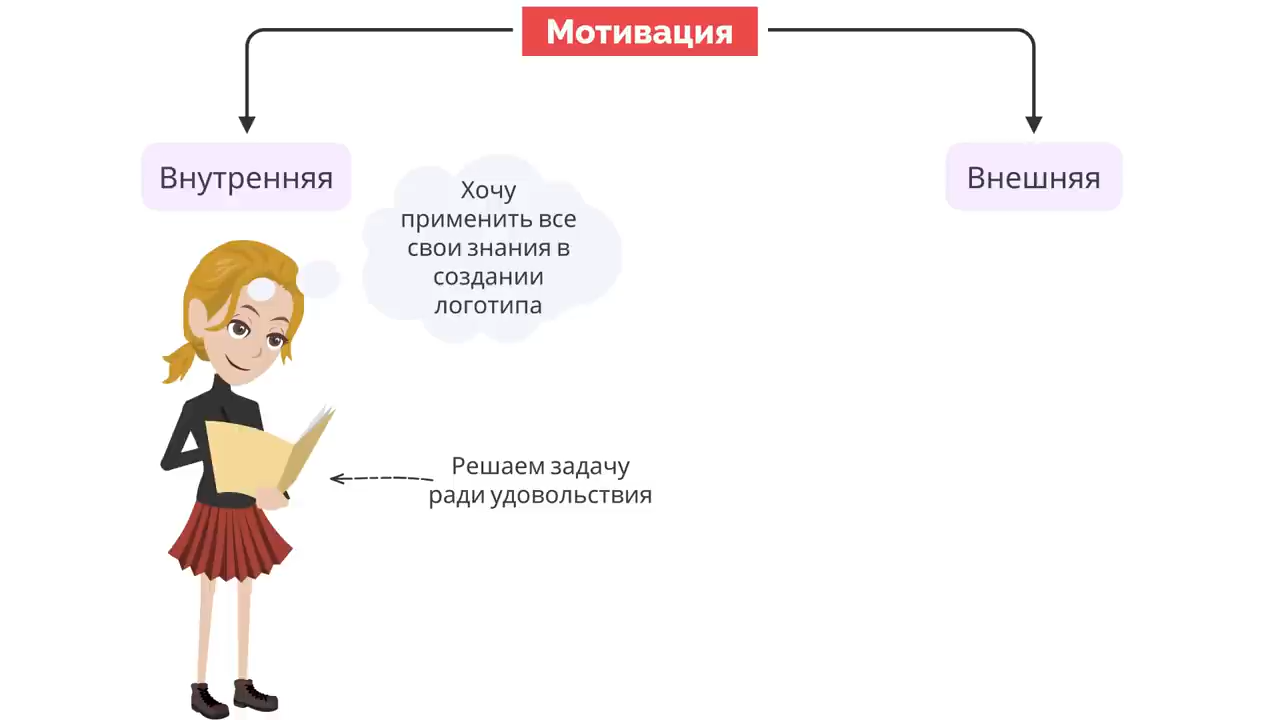 Мотивация
Внутренняя
Внешняя
Хочу
применить все
свои знания в
создании
логотипа
Решаем задачу
ради удовольствия